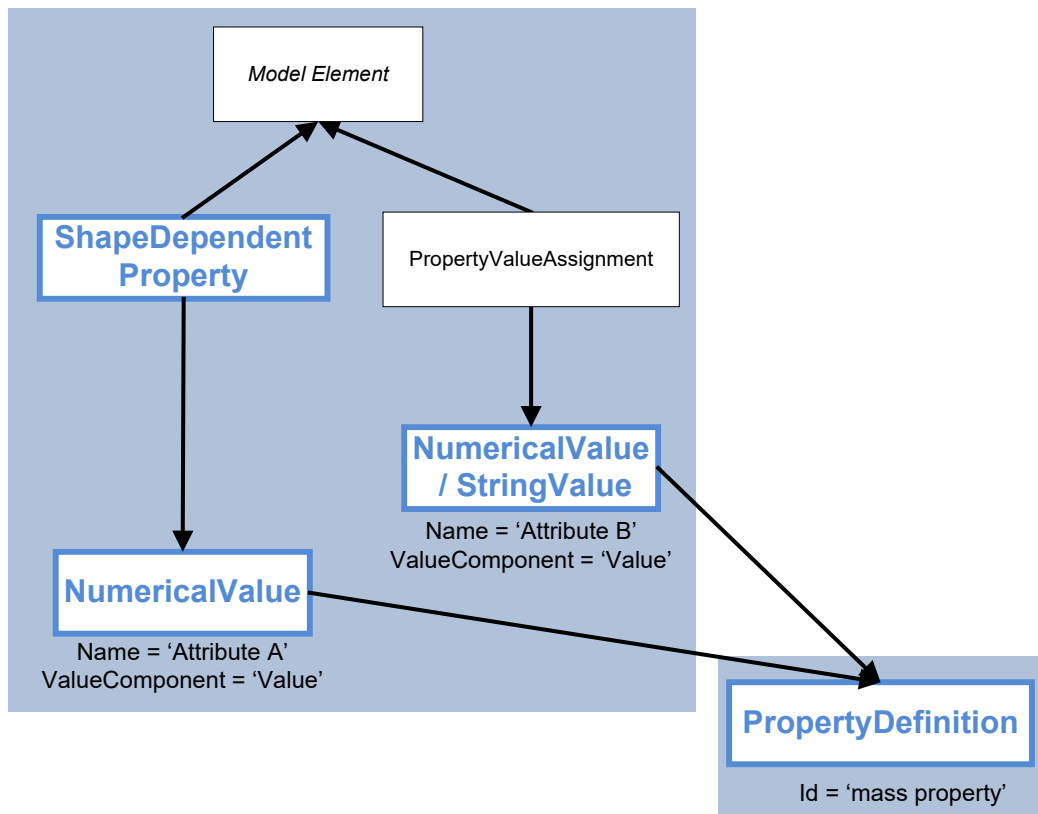 Model Element
ShapeDependent
Property
PropertyValueAssignment
NumericalValue
/ StringValue
Name = ‘Attribute B’
ValueComponent = ‘Value’
NumericalValue
Name = ‘Attribute A’
ValueComponent = ‘Value’
PropertyDefinition
Id = ‘mass property’